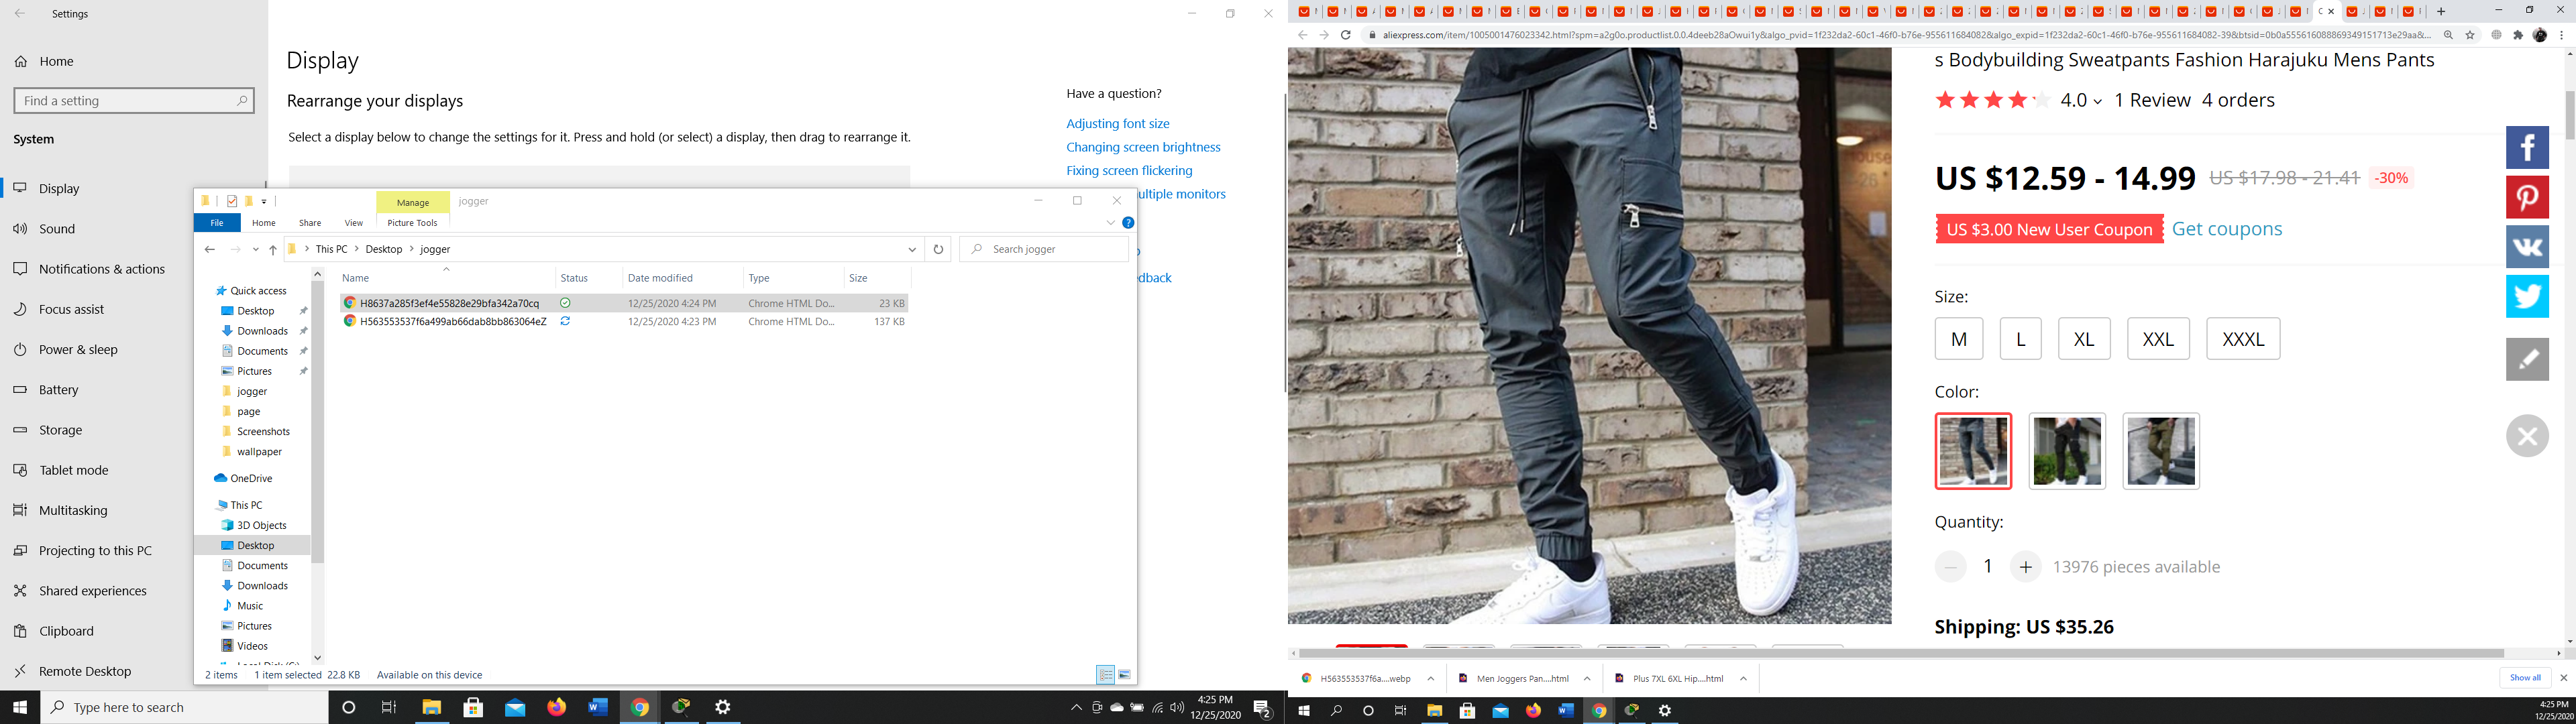 Settings
Home
Find a setting
System
Display
Sound
Notifications & actions
Focus assist
Power & sleep
Battery
Storage
Tablet mode
Multitasking
Projecting to this PC
Shared experiences
Clipboard
Remote Desktop
Display
Rearrange your displays
Select a display below to change the settings for it. Press and hold (or select) a display, then drag to rearrange it.
Have a question?
Adjusting font size
Changing screen brightness
Fixing screen flickering
ultiple monitors
dback
Manage
jogger
File
Home
Share
View
Picture Tools
This PC
Desktop
jogger
Search jogger
Name
Status
Date modified
Type
Size
H8637a285f3ef4e55828e29bfa342a70cq
12/25/2020 4:24 PM
Chrome HTML Do...
23 KB
H563553537f6a499ab66dab8bb863064eZ
12/25/2020 4:23 PM
Chrome HTML Do...
137 KB
Quick access
Desktop
Downloads
Documents
Pictures
jogger
page
Screenshots
wallpaper
OneDrive
This PC
3D Objects
Desktop
Documents
Downloads
Music
Pictures
Videos
2 items
1 item selected 22.8 KB
Available on this device
Type here to search
4:25 PM
12/25/2020
2
aliexpress.com/item/1005001476023342.html?spm=a2g0o.productlist.0.0.4deeb28aOwui1y&algo_pvid=1f232da2-60c1-46f0-b76e-955611684082&algo_expid=1f232da2-60c1-46f0-b76e-955611684082-39&btsid=0b0a555616088869349151713e29aa&...
s Bodybuilding Sweatpants Fashion Harajuku Mens Pants
4.0 1 Review 4 orders
US $12.59 - 14.99 US $17.98 - 21.41 -30%
US $3.00 New User Coupon Get coupons
Size:
M L XL XXL XXXL
Color:
Quantity:
1
13976 pieces available
Shipping: US $35.26
H563553537f6a....webp
Men Joggers Pan....html
Plus 7XL 6XL Hip....html
Show all
4:25 PM
12/25/2020